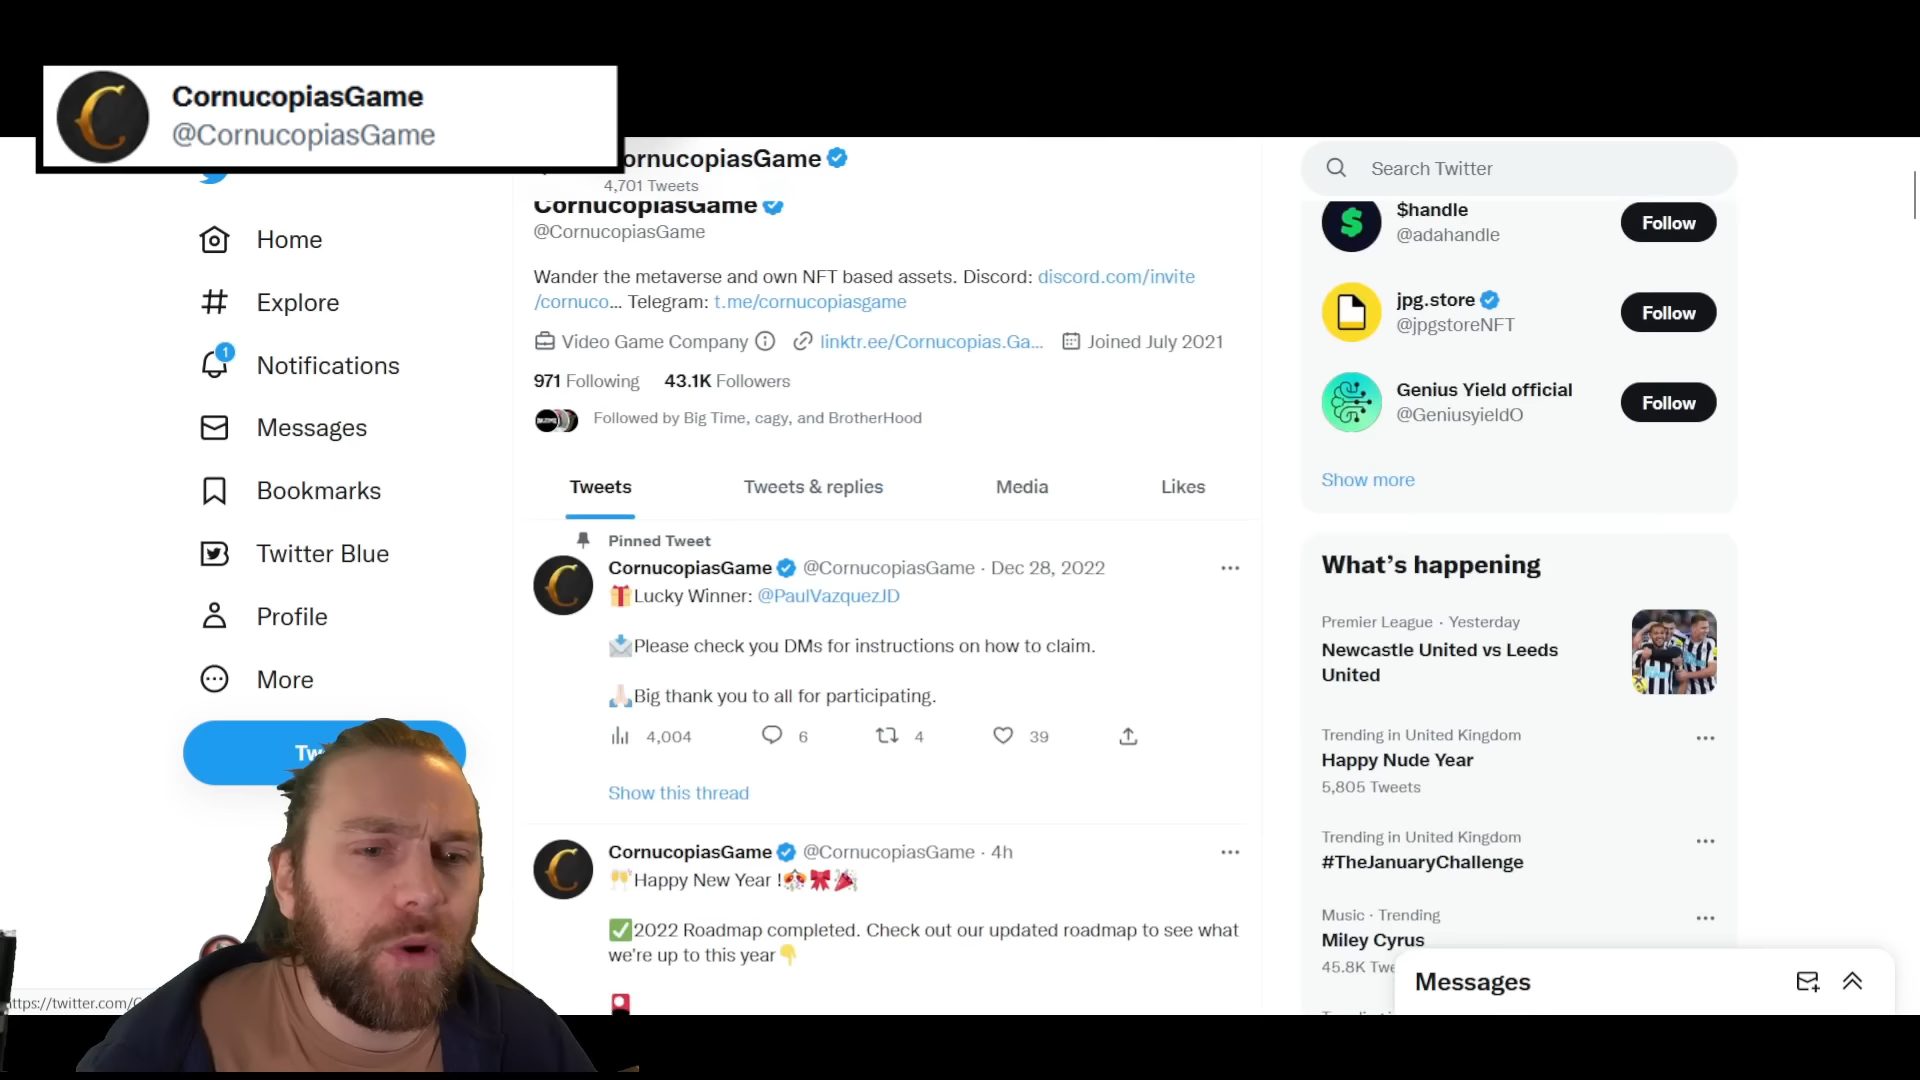 CornucopiasGame
@CornucopiasGame
ornucopiasGame
4,701 Tweets
CornucopiasGame
@CornucopiasGame
Wander the metaverse and own NFT based assets. Discord: discord.com/invite
/cornuco... Telegram: t.me/cornucopiasgame
Video Game Company
linktr.ee/Cornucopias.Ga...
Joined July 2021
971 Following 43.1K Followers
Followed by Big Time, cagy, and BrotherHood
Tweets Tweets & replies Media Likes
Pinned Tweet
CornucopiasGame @CornucopiasGame · Dec 28, 2022
Lucky Winner: @PaulVazquezJD
Please check you DMs for instructions on how to claim.
Big thank you to all for participating.
4,004 6 4 39
Show this thread
CornucopiasGame @CornucopiasGame · 4h
Happy New Year !
2022 Roadmap completed. Check out our updated roadmap to see what
we're up to this year
Home
Explore
1
Notifications
Messages
Bookmarks
Twitter Blue
Profile
More
Search Twitter
$handle
@adahandle
Follow
jpg.store
@jpgstoreNFT
Follow
Genius Yield official
@GeniusyieldO
Follow
Show more
What's happening
Premier League · Yesterday
Newcastle United vs Leeds
United
Trending in United Kingdom
Happy Nude Year
5,805 Tweets
Trending in United Kingdom
#TheJanuaryChallenge
Music · Trending
Miley Cyrus
45.8K Twe
Messages
ttps://twitter.com/